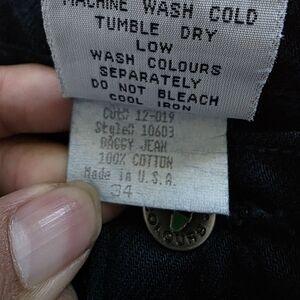 MACHINE WASH COLD
TUMBLE DRY
LOW
WASH COLOURS
SEPARATELY
DO NOT BLEACH
COOL IRON
Cut# 12-019
Style# 10603
BAGGY JEAN
100% COTTON
Made in U.S.A.
34
COLOURS